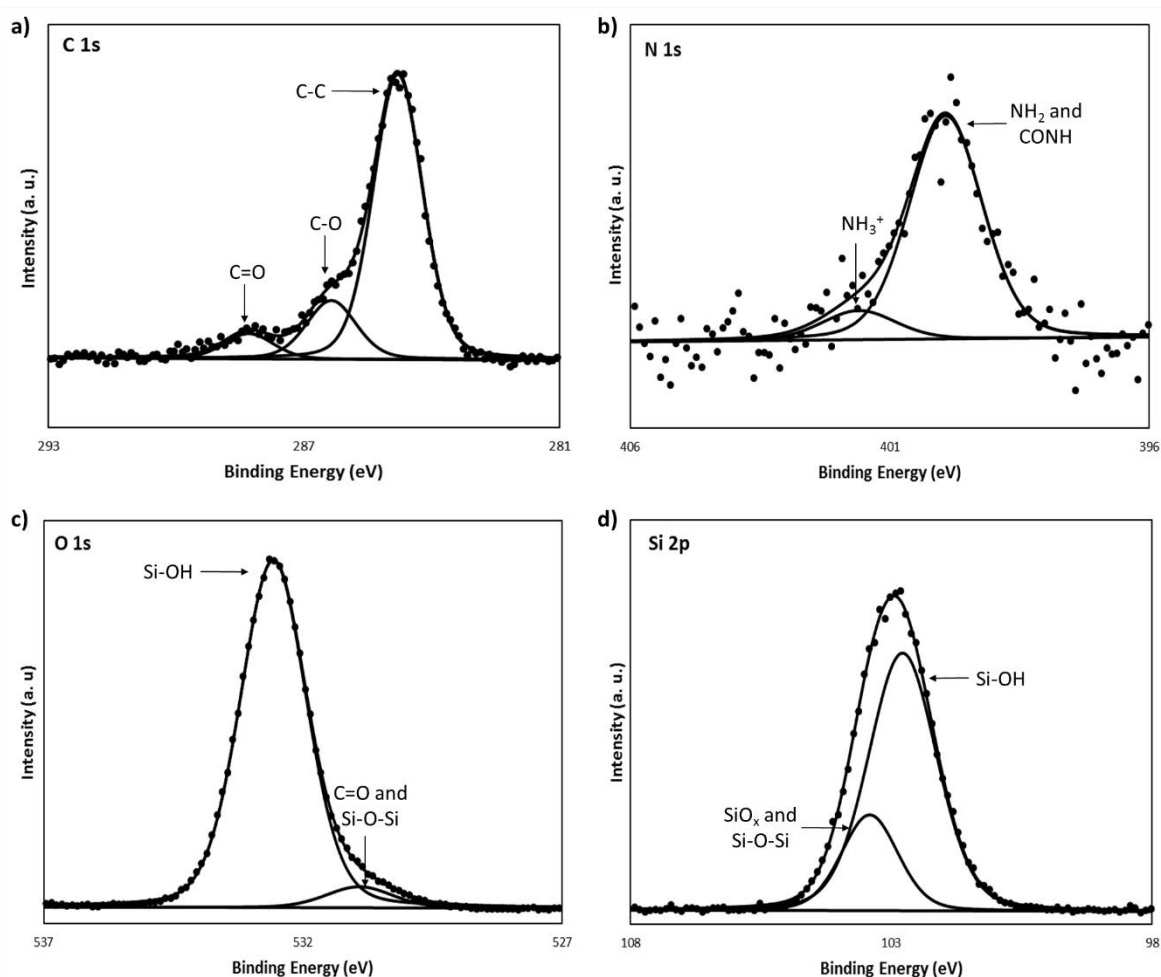 a)
C 1s
C-C
C-O
C=O
Intensity (a. u.)
293
287
281
Binding Energy (eV)
b)
N 1s
NH₂ and
CONH
NH₃⁺
Intensity (a. u.)
406
401
396
Binding Energy (eV)
c)
O 1s
Si-OH
C=O and
Si-O-Si
Intensity (a. u)
537
532
527
Binding Energy (eV)
d)
Si 2p
Si-OH
SiOₓ and
Si-O-Si
Intensity (a. u.)
108
103
98
Binding Energy (eV)